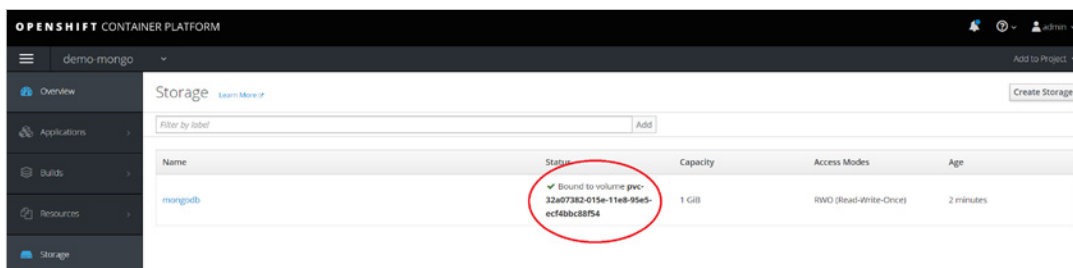 OPENSHIFT CONTAINER PLATFORM
admin
demo-mongo
Add to Project
Overview
Storage Learn More
Create Storage
Filter by label
Add
Applications
Name Status Capacity Access Modes Age
Builds
mongodb
Bound to volume pvc-
32a07382-015e-11e8-95e5-
ecf4bbc88f54
1 GiB
RWO (Read-Write-Once)
2 minutes
Resources
Storage